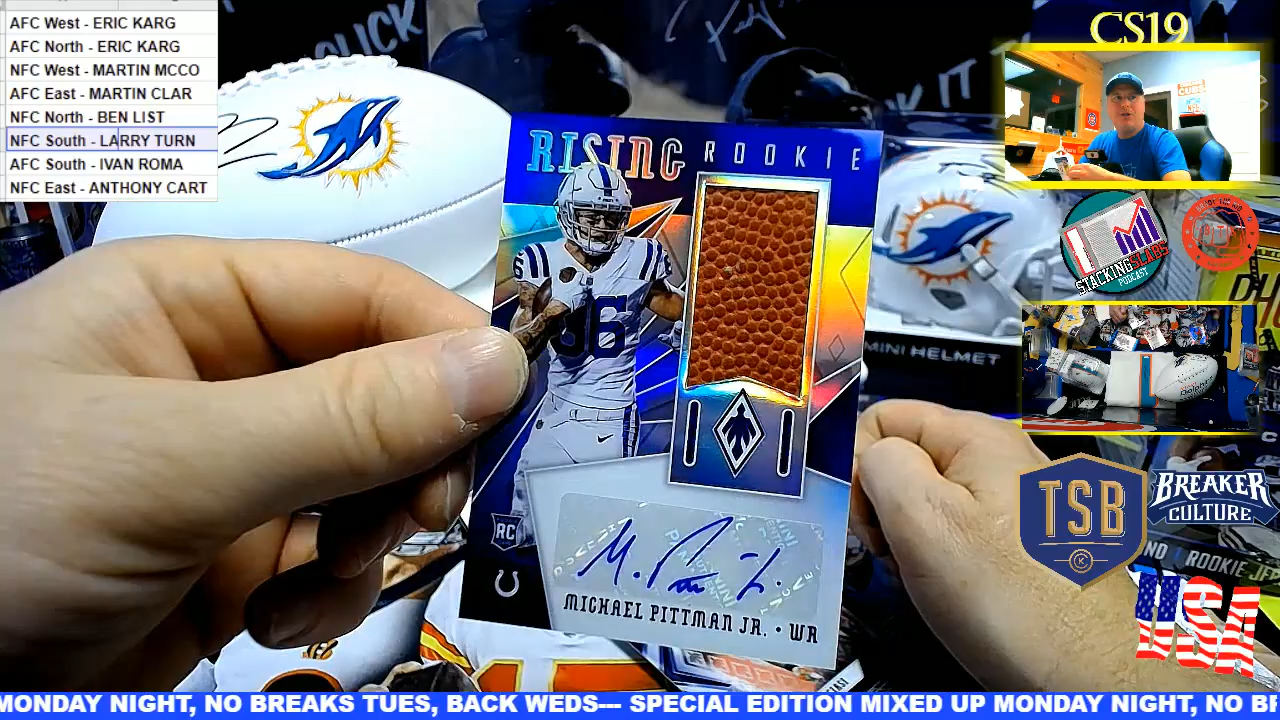 AFC West - ERIC KARG
AFC North - ERIC KARG
NFC West - MARTIN MCCO
AFC East - MARTIN CLAR
NFC North - BEN LIST
NFC South - LARRY TURN
AFC South - IVAN ROMA
NFC East - ANTHONY CART
CS19
RISING ROOKIE
86
RC
MICHAEL PITTMAN JR. • WR
MINI HELMET
STACKING SLABS
PODCAST
TSB
K
BREAKER
CULTURE
ROOKIE
USA
MONDAY NIGHT, NO BREAKS TUES, BACK WEDS--- SPECIAL EDITION MIXED UP MONDAY NIGHT, NO